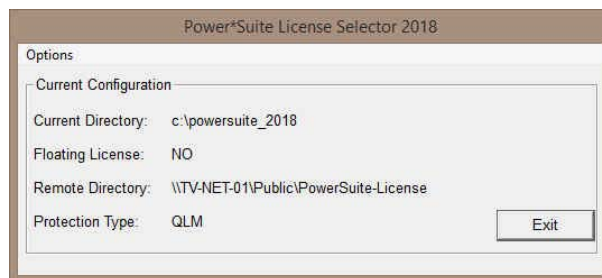 Power*Suite License Selector 2018
Options
Current Configuration
Current Directory: c:\powersuite_2018
Floating License: NO
Remote Directory: \\TV-NET-01\Public\PowerSuite-License
Protection Type: QLM
Exit